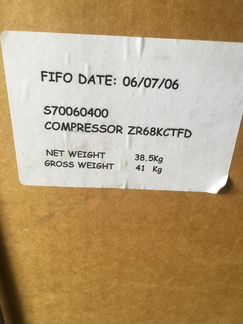 FIFO DATE: 06/07/06
S70060400
COMPRESSOR ZR68KCTFD
NET WEIGHT 38.5Kg
GROSS WEIGHT 41 Kg